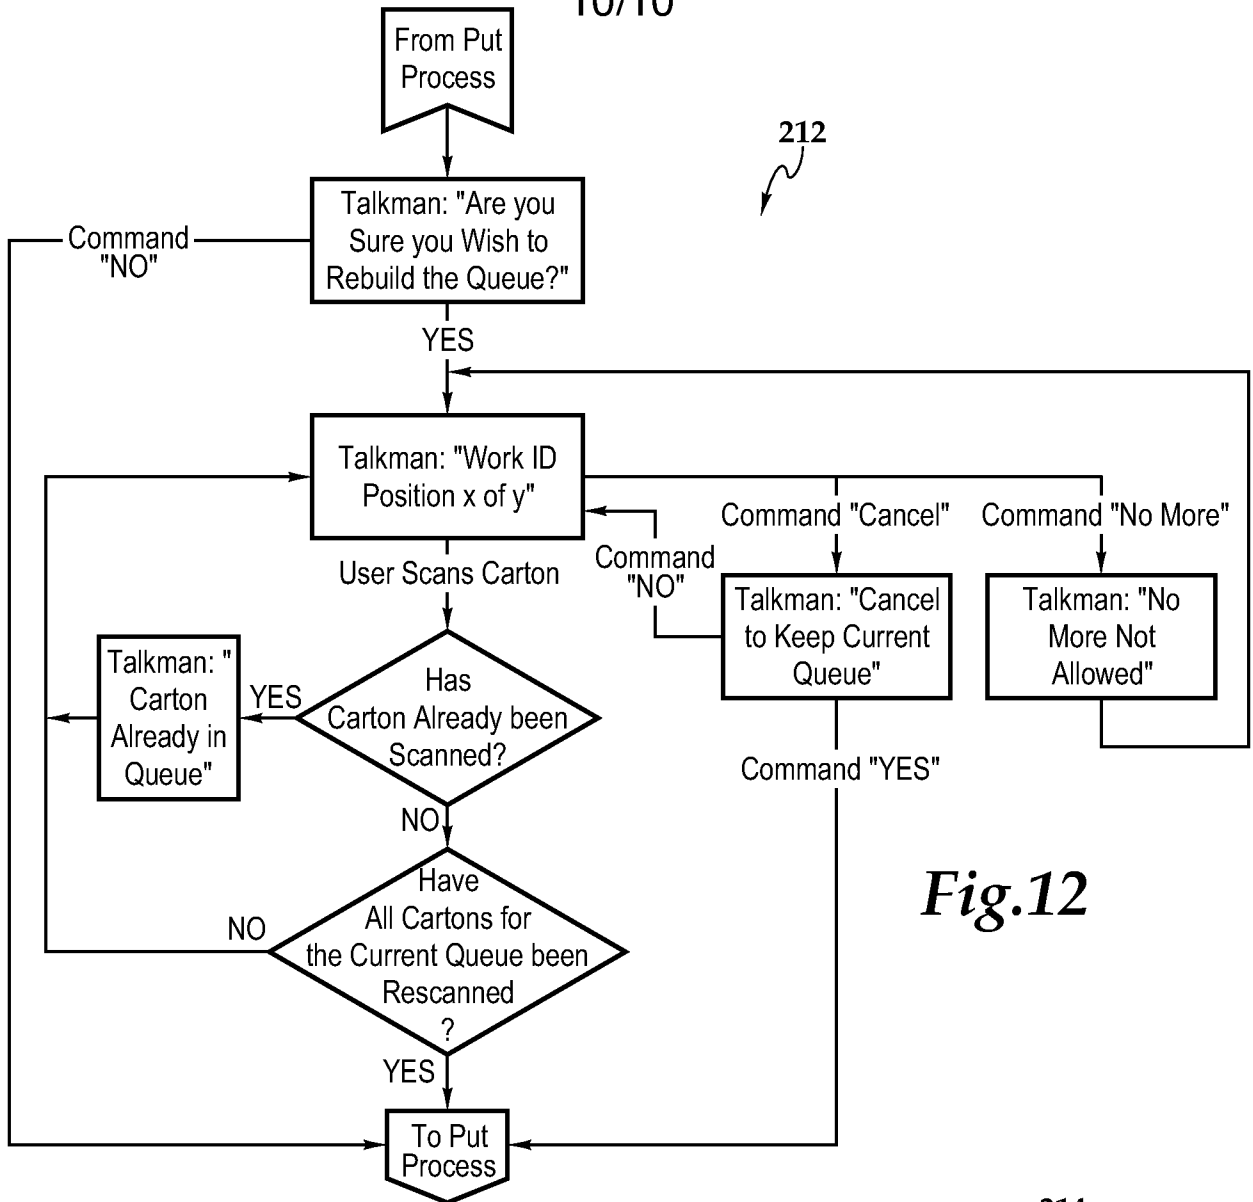 10/10
From Put
Process
212
Talkman: "Are you
Sure you Wish to
Rebuild the Queue?"
Command
"NO"
YES
Talkman: "Work ID
Position x of y"
Command "Cancel"
Command "No More"
User Scans Carton
Command
"NO"
Talkman: "Cancel
to Keep Current
Queue"
Talkman: "No
More Not
Allowed"
Talkman: "
Carton
Already in
Queue"
YES
Has
Carton Already been
Scanned?
Command "YES"
NO
Fig.12
Have
All Cartons for
the Current Queue been
Rescanned
?
NO
YES
To Put
Process
214